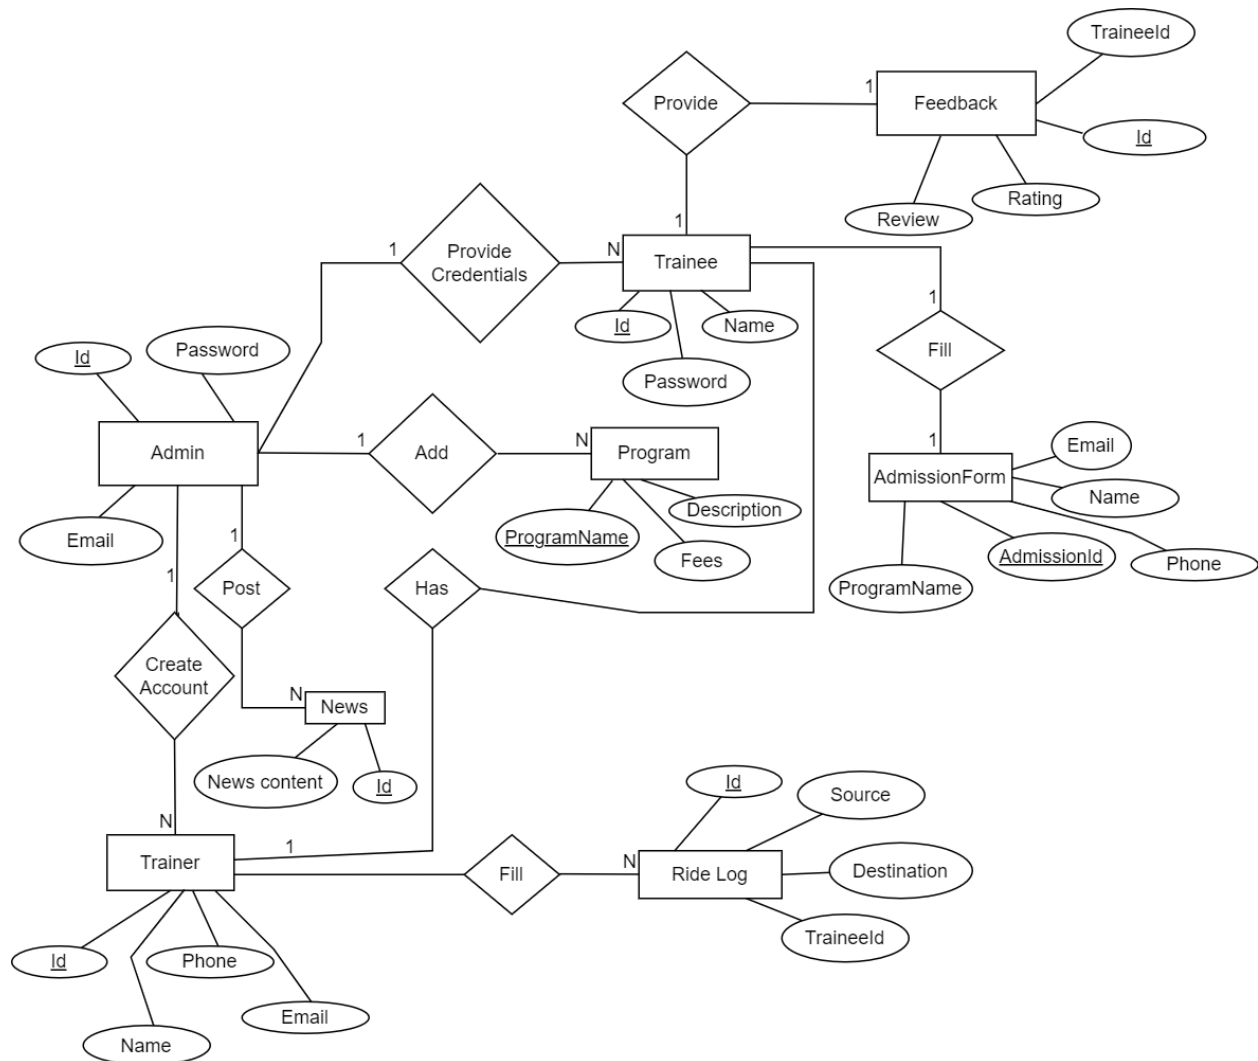 TraineeId
Provide
1
Feedback
Id
Rating
Review
1
Provide
Credentials
1
N
Trainee
Id
Name
Password
1
Fill
1
AdmissionForm
Email
Name
AdmissionId
Phone
ProgramName
Id
Password
Admin
Email
1
Add
N
Program
Description
ProgramName
Fees
1
Post
Has
1
Create
Account
N
News
News content
Id
N
Trainer
1
Fill
N
Ride Log
Id
Source
Destination
TraineeId
Id
Phone
Name
Email